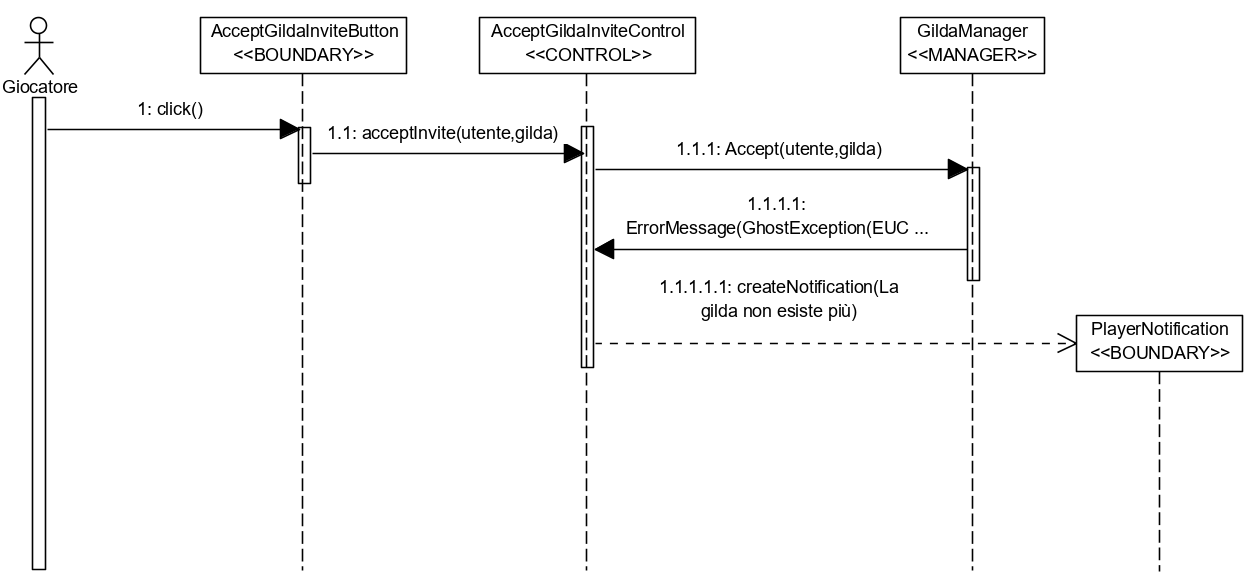 Giocatore
AcceptGildaInviteButton
<<BOUNDARY>>
AcceptGildaInviteControl
<<CONTROL>>
GildaManager
<<MANAGER>>
1: click()
1.1: acceptInvite(utente,gilda)
1.1.1: Accept(utente,gilda)
1.1.1.1:
ErrorMessage(GhostException(EUC ...
1.1.1.1.1: createNotification(La
gilda non esiste più)
PlayerNotification
<<BOUNDARY>>